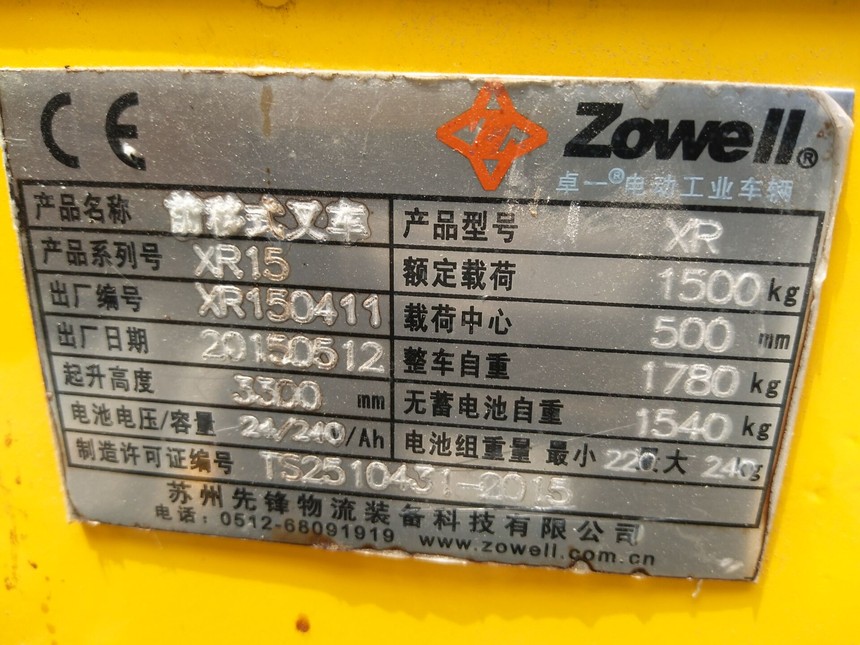 CE
Zowell®
卓一®电动工业车辆
产品名称 前移式叉车 产品型号 XR
产品系列号 XR15 额定载荷 1500 kg
出厂编号 XR150411 载荷中心 500 mm
出厂日期 20150512 整车自重 1780 kg
起升高度 3300 mm 无蓄电池自重 1540 kg
电池电压/容量 24/240/Ah 电池组重量 最小 220 大 240 kg
制造许可证编号 TS2510431-2015
苏州先锋物流装备科技有限公司
电话：0512-68091919 www.zowell.com.cn